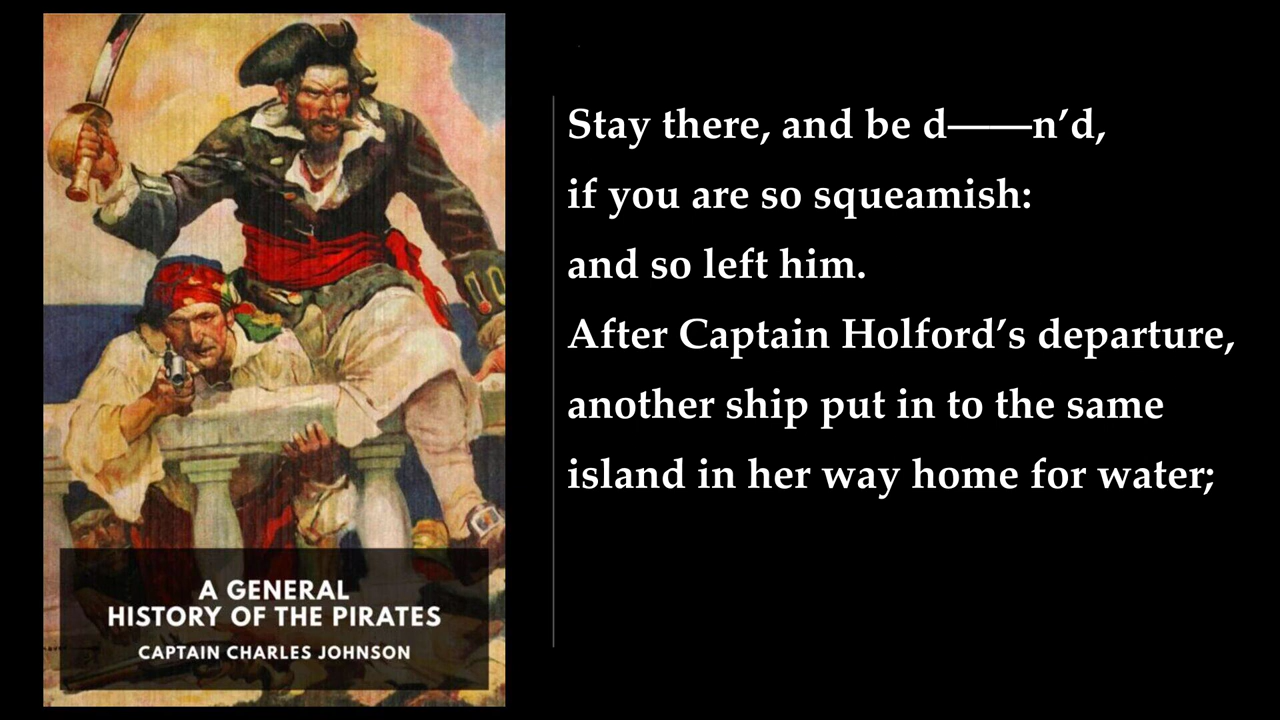 A GENERAL
HISTORY OF THE PIRATES
CAPTAIN CHARLES JOHNSON
Stay there, and be d——n’d,
if you are so squeamish:
and so left him.
After Captain Holford’s departure,
another ship put in to the same
island in her way home for water;